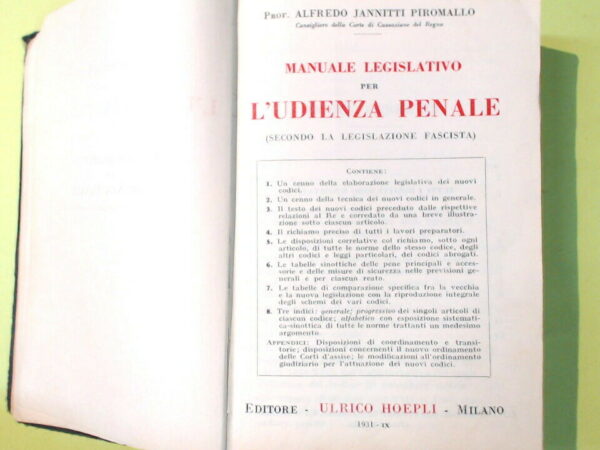 Prof. ALFREDO JANNITTI PIROMALLO
Consigliere della Corte di Cassazione del Regno
MANUALE LEGISLATIVO
PER
L'UDIENZA PENALE
(SECONDO LA LEGISLAZIONE FASCISTA)
CONTIENE:
1. Un cenno della elaborazione legislativa dei nuovi
codici.
2. Un cenno della tecnica dei nuovi codici in generale.
3. Il testo dei nuovi codici preceduto dalle rispettive
relazioni al Re e corredato da una breve illustra-
zione sotto ciascun articolo.
4. Il richiamo preciso di tutti i lavori preparatori.
5. Le disposizioni correlative col richiamo, sotto ogni
articolo, di tutte le norme dello stesso codice, degli
altri codici e leggi particolari, dei codici abrogati.
6. Le tabelle sinottiche delle pene principali e acces-
sorie e delle misure di sicurezza nelle previsioni ge-
nerali e per ciascun reato.
7. Le tabelle di comparazione specifica fra la vecchia
e la nuova legislazione con la riproduzione integrale
degli schemi dei vari codici.
8. Tre indici: generale; progressivo dei singoli articoli di
ciascun codice; alfabetico con esposizione sistemati-
ca-sinottica di tutte le norme trattanti un medesimo
argomento.
APPENDICI: Disposizioni di coordinamento e transi-
torie; disposizioni concernenti il nuovo ordinamento
delle Corti d'assise; le modificazioni all'ordinamento
giudiziario per l'attuazione dei nuovi codici.
EDITORE - ULRICO HOEPLI - MILANO
1931 - IX